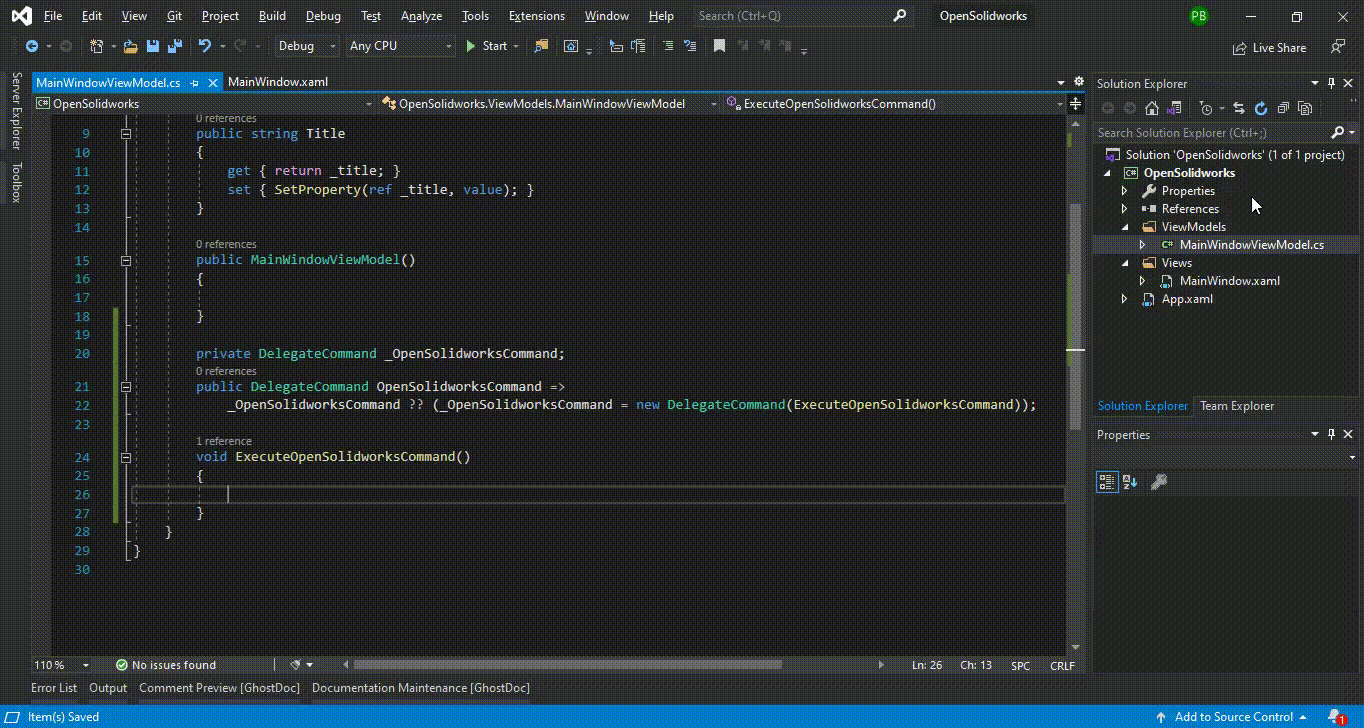 File Edit View Git Project Build Debug Test Analyze Tools Extensions Window Help Search (Ctrl+Q) OpenSolidworks PB
Debug Any CPU Start Live Share
Server Explorer
Toolbox
MainWindowViewModel.cs MainWindow.xaml
OpenSolidworks OpenSolidworks.ViewModels.MainWindowViewModel ExecuteOpenSolidworksCommand()
0 references
9 public string Title
10 {
11 get { return _title; }
12 set { SetProperty(ref _title, value); }
13 }
14
0 references
15 public MainWindowViewModel()
16 {
17
18 }
19
20 private DelegateCommand _OpenSolidworksCommand;
0 references
21 public DelegateCommand OpenSolidworksCommand =>
22 _OpenSolidworksCommand ?? (_OpenSolidworksCommand = new DelegateCommand(ExecuteOpenSolidworksCommand));
23
1 reference
24 void ExecuteOpenSolidworksCommand()
25 {
26
27 }
28 }
29 }
30
110 % No issues found Ln: 26 Ch: 13 SPC CRLF
Error List Output Comment Preview [GhostDoc] Documentation Maintenance [GhostDoc]
Solution Explorer
Search Solution Explorer (Ctrl+;)
Solution 'OpenSolidworks' (1 of 1 project)
C# OpenSolidworks
Properties
References
ViewModels
C# MainWindowViewModel.cs
Views
MainWindow.xaml
App.xaml
Solution Explorer Team Explorer
Properties
Item(s) Saved Add to Source Control 1